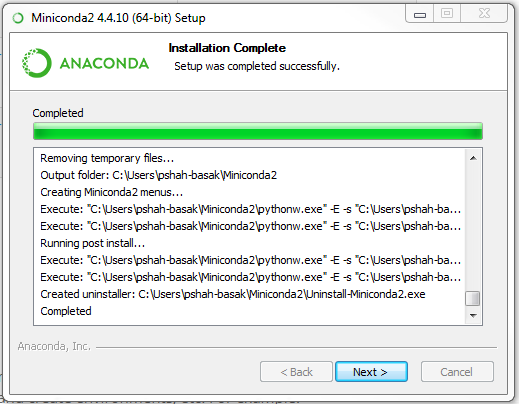 Miniconda2 4.4.10 (64-bit) Setup
Installation Complete
Setup was completed successfully.
ANACONDA
Completed
Removing temporary files...
Output folder: C:\Users\pshah-basak\Miniconda2
Creating Miniconda2 menus...
Execute: "C:\Users\pshah-basak\Miniconda2\pythonw.exe" -E -s "C:\Users\pshah-ba...
Execute: "C:\Users\pshah-basak\Miniconda2\pythonw.exe" -E -s "C:\Users\pshah-ba...
Running post install...
Execute: "C:\Users\pshah-basak\Miniconda2\pythonw.exe" -E -s "C:\Users\pshah-ba...
Execute: "C:\Users\pshah-basak\Miniconda2\pythonw.exe" -E -s "C:\Users\pshah-ba...
Created uninstaller: C:\Users\pshah-basak\Miniconda2\Uninstall-Miniconda2.exe
Completed
Anaconda, Inc.
< Back
Next >
Cancel